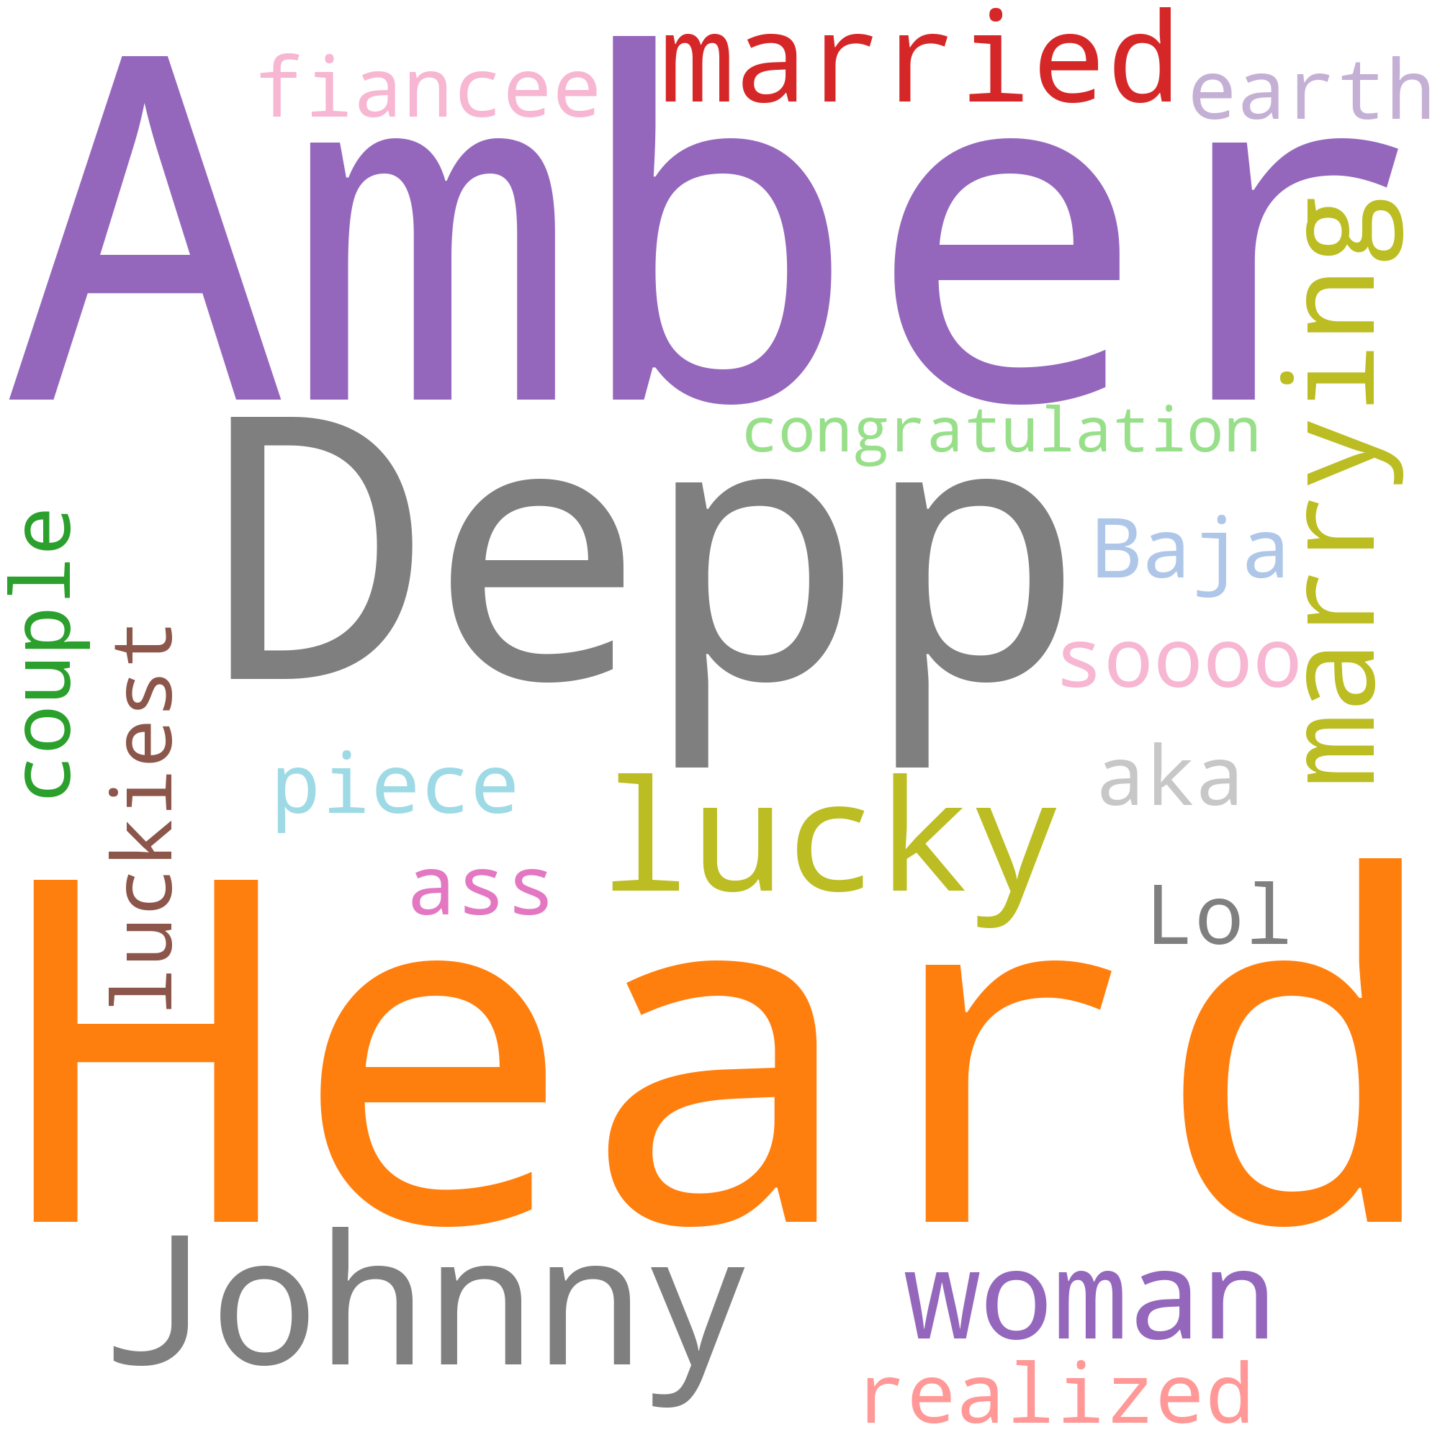 married
fiancee
earth
Amber
marrying
congratulation
Depp
Baja
couple
soooo
luckiest
piece
aka
lucky
ass
Lol
Heard
Johnny
woman
realized